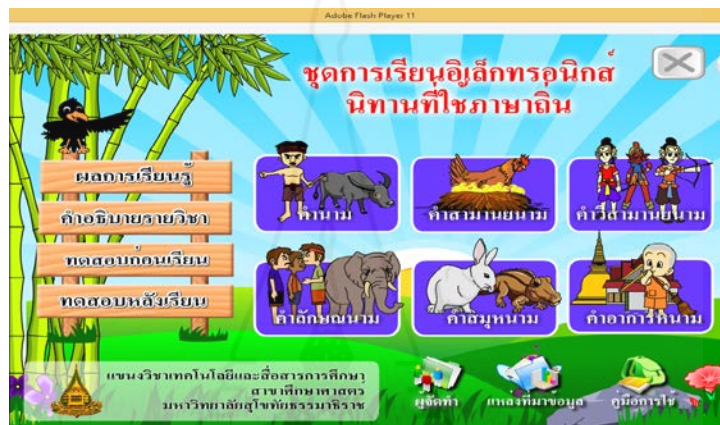 Adobe Flash Player 11
ชุดการเรียนอิเล็กทรอนิกส์
นิทานที่ใช้ภาษาถิ่น
ผลการเรียนรู้
คำอธิบายรายวิชา
ทดสอบก่อนเรียน
ทดสอบหลังเรียน
คำนาม
คำสามานยนาม
คำวิสามานยนาม
คำลักษณนาม
คำสมุหนาม
คำอาการนาม
แขนงวิชาเทคโนโลยีและสื่อสารการศึกษา
สาขาศึกษาศาสตร์
มหาวิทยาลัยสุโขทัยธรรมาธิราช
ผู้จัดทำ
แหล่งที่มาข้อมูล
คู่มือการใช้